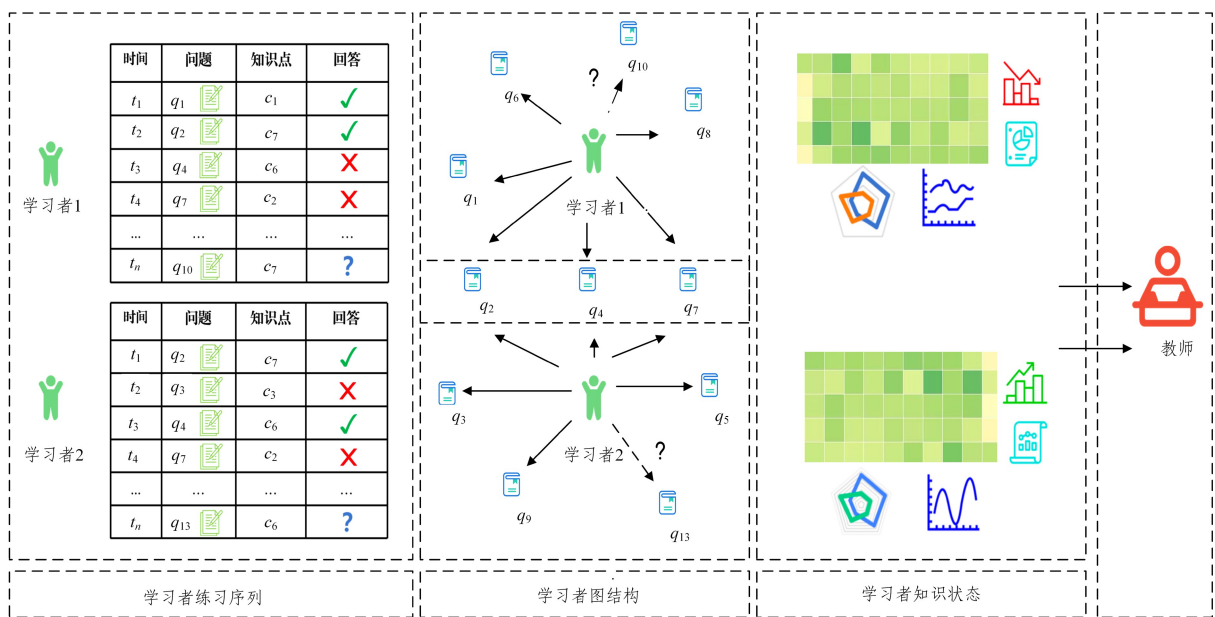 时间 问题 知识点 回答
t1 q1 c1 ✓
t2 q2 c7 ✓
t3 q4 c6 X
t4 q7 c2 X
... ... ... ...
tn q10 c7 ?
学习者1
时间 问题 知识点 回答
t1 q2 c7 ✓
t2 q3 c3 X
t3 q4 c6 ✓
t4 q7 c2 X
... ... ... ...
tn q13 c6 ?
学习者2
学习者练习序列
q6
?
q10
q8
q1
学习者1
q2 q4 q7
q3
q5
学习者2
?
q9
q13
学习者图结构
学习者知识状态
教师